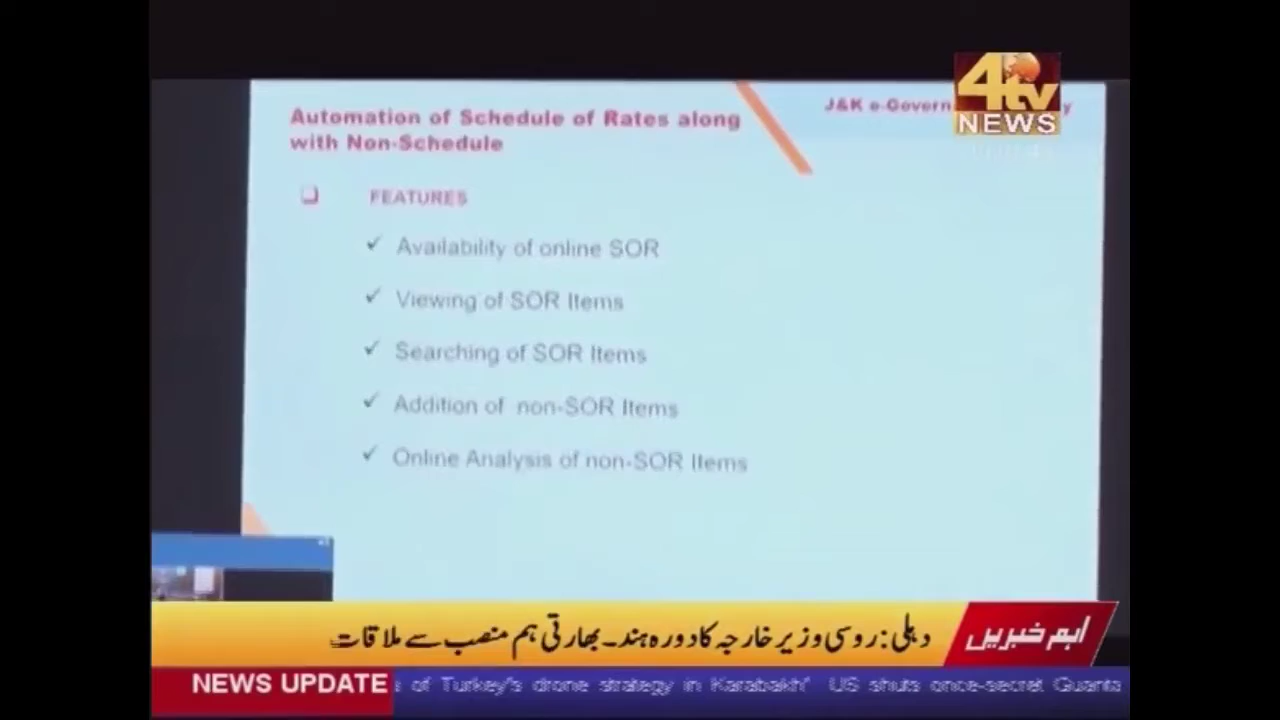 Automation of Schedule of Rates along
with Non-Schedule
J&K e-Govern
4tv
NEWS
FEATURES
Availability of online SOR
Viewing of SOR Items
Searching of SOR Items
Addition of non-SOR Items
Online Analysis of non-SOR Items
اہم خبریں
دہلی: روسی وزیر خارجہ کا دورہ ہند۔ بھارتی ہم منصب سے ملاقات
NEWS UPDATE
of Turkey's drone strategy in Karabakh' US shuts once-secret Guanta